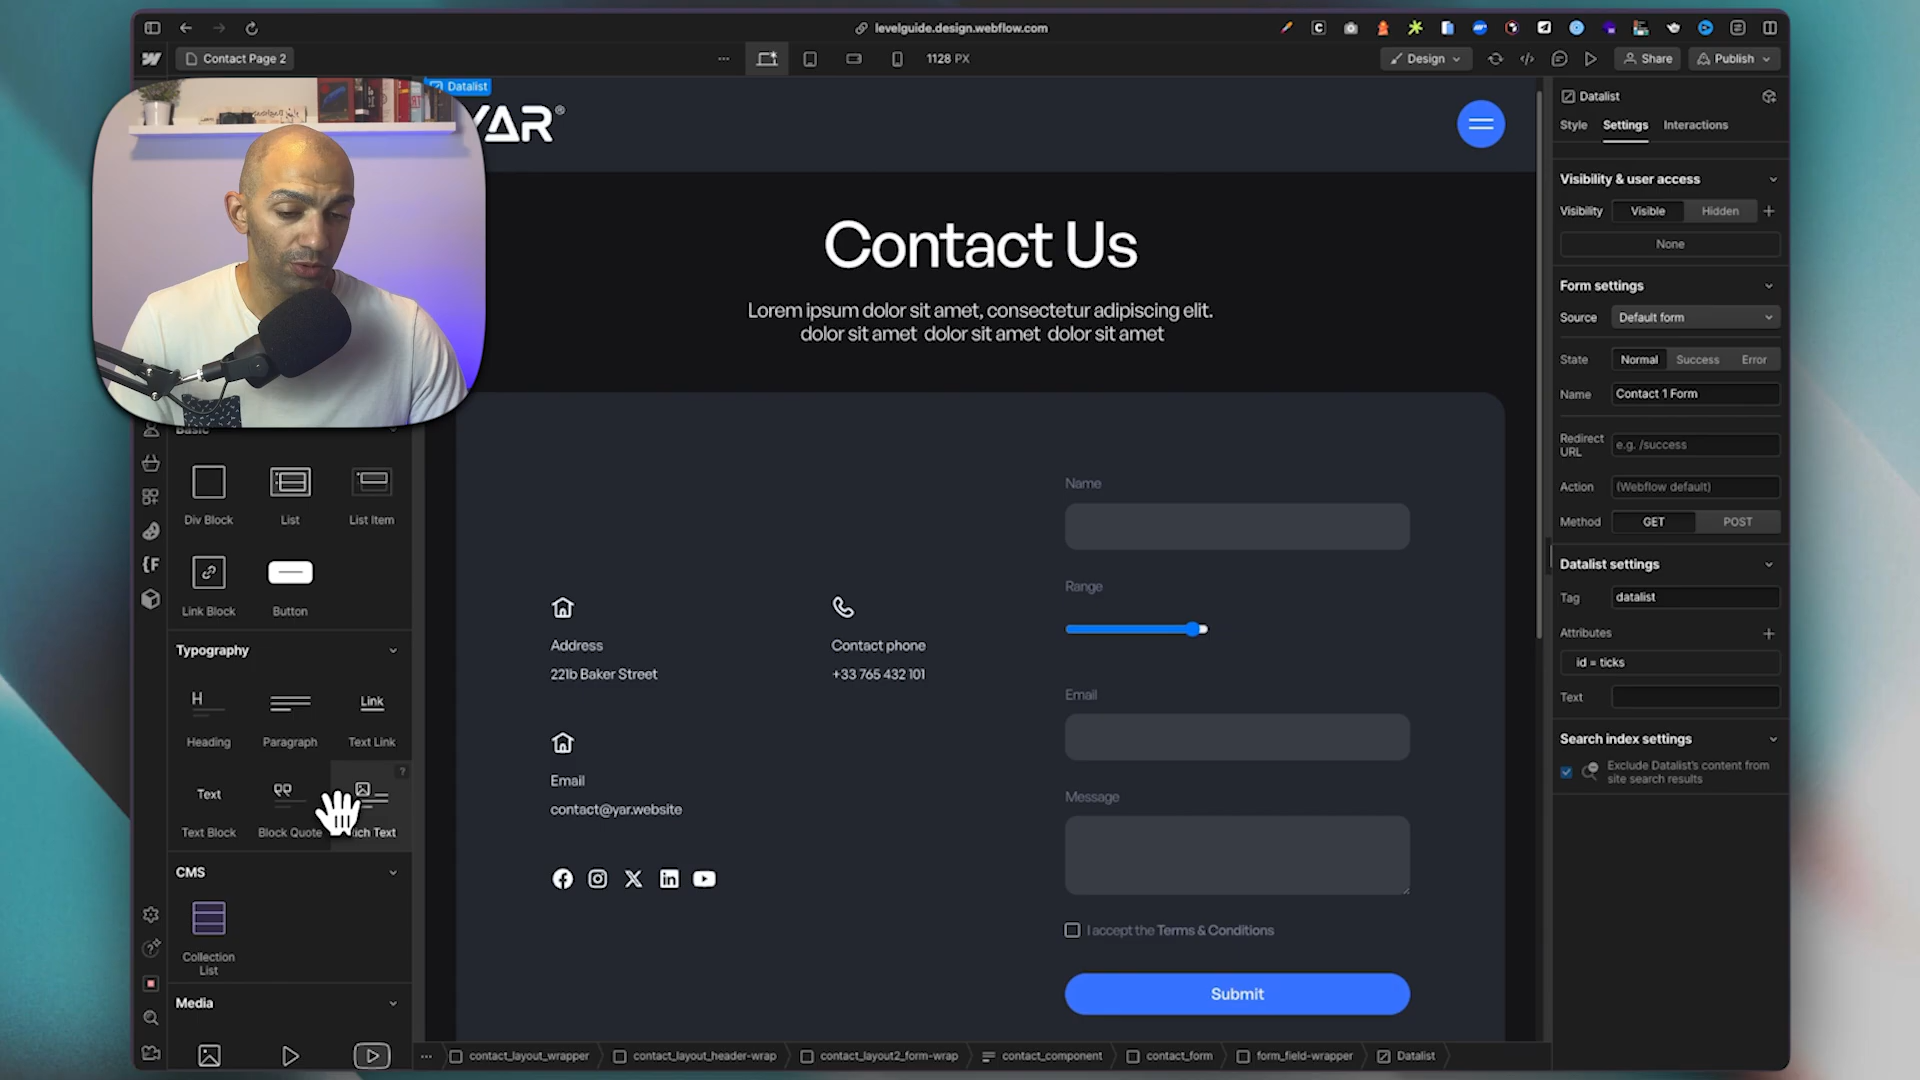 levelguide.design.webflow.com
Contact Page 2
1128 PX
Design
Share
Publish
Datalist
YAR®
Contact Us
Lorem ipsum dolor sit amet, consectetur adipiscing elit.
dolor sit amet dolor sit amet dolor sit amet
Basic
Div Block
List
List Item
Link Block
Button
Typography
H
Link
Heading
Paragraph
Text Link
Text
Text Block
Block Quote
ich Text
CMS
Collection
List
Media
Address
221b Baker Street
Contact phone
+33 765 432 101
Email
contact@yar.website
Name
Range
Email
Message
I accept the Terms & Conditions
Submit
contact_layout_wrapper
contact_layout_header-wrap
contact_layout2_form-wrap
contact_component
contact_form
form_field-wrapper
Datalist
Datalist
Style
Settings
Interactions
Visibility & user access
Visibility
Visible
Hidden
None
Form settings
Source
Default form
State
Normal
Success
Error
Name
Contact 1 Form
Redirect
URL
e.g. /success
Action
(Webflow default)
Method
GET
POST
Datalist settings
Tag
datalist
Attributes
id = ticks
Text
Search index settings
Exclude Datalist's content from
site search results